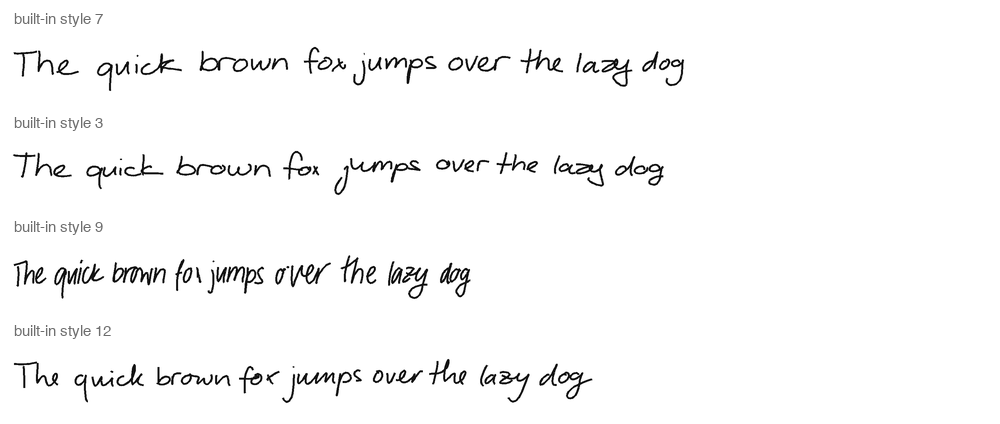 built-in style 7
The quick brown fox jumps over the lazy dog
built-in style 3
The quick brown fox jumps over the lazy dog
built-in style 9
The quick brown fox jumps over the lazy dog
built-in style 12
The quick brown fox jumps over the lazy dog